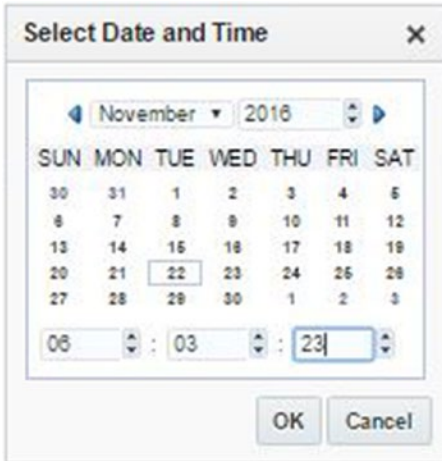 Select Date and Time ×
November 2016
SUN MON TUE WED THU FRI SAT
30 31 1 2 3 4 5
6 7 8 9 10 11 12
13 14 15 16 17 18 19
20 21 22 23 24 25 26
27 28 29 30 1 2 3
06 : 03 : 23
OK Cancel